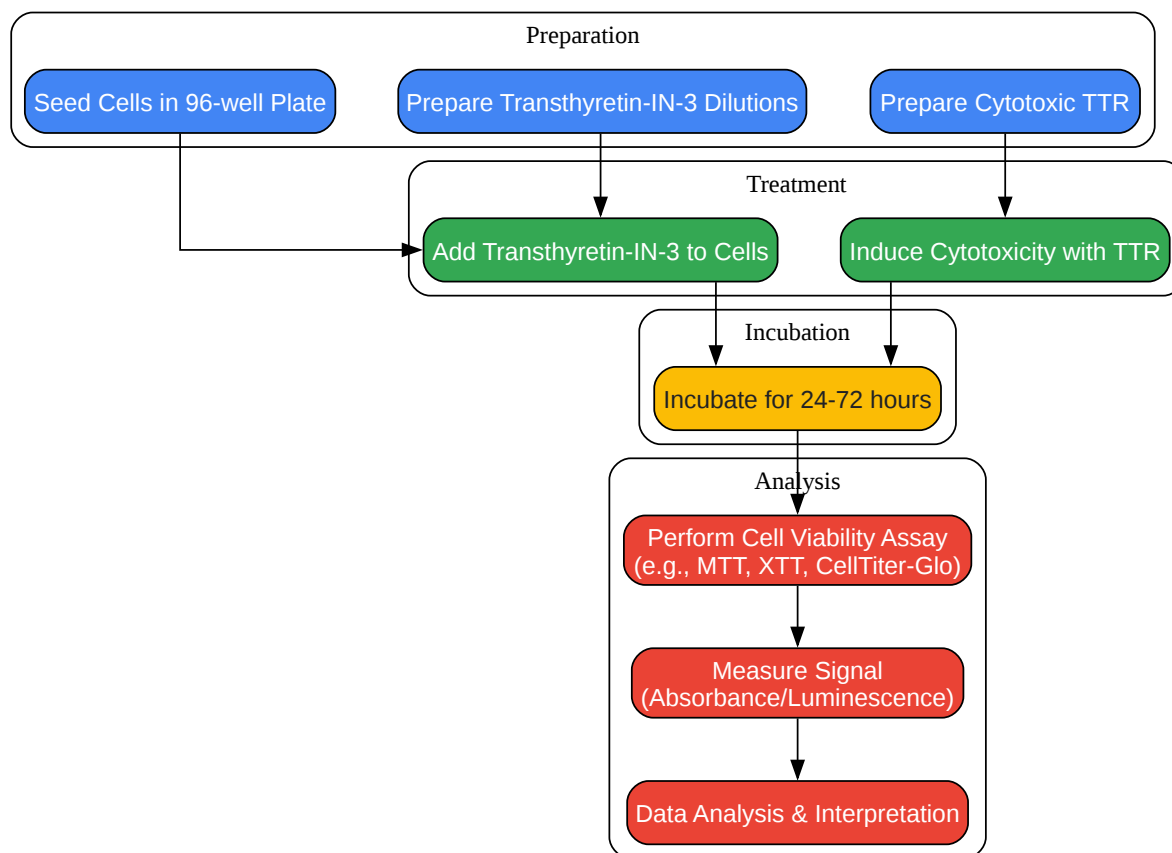 Preparation
Seed Cells in 96-well Plate
Prepare Transthyretin-IN-3 Dilutions
Prepare Cytotoxic TTR
Treatment
Add Transthyretin-IN-3 to Cells
Induce Cytotoxicity with TTR
Incubation
Incubate for 24-72 hours
Analysis
Perform Cell Viability Assay
(e.g., MTT, XTT, CellTiter-Glo)
Measure Signal
(Absorbance/Luminescence)
Data Analysis & Interpretation